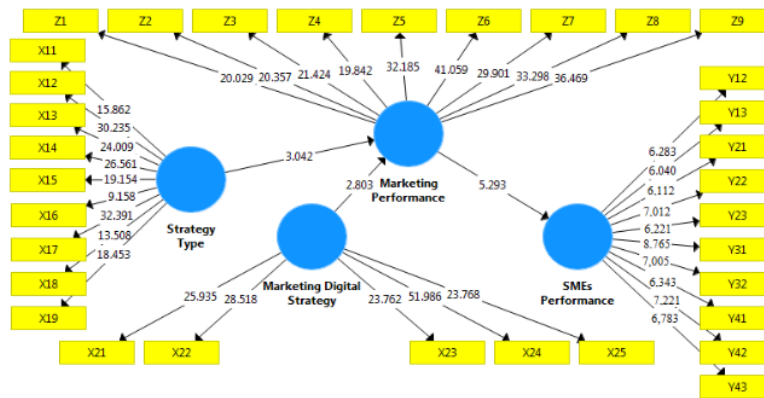 Z1 Z2 Z3 Z4 Z5 Z6 Z7 Z8 Z9
20.029 20.357 21.424 19.842 32.185 41.059 29.901 33.298 36.469
X11
X12
X13
X14
X15
X16
X17
X18
X19
15.862
30.235
24.009
26.561
19.154
9.158
32.391
13.508
18.453
Strategy
Type
3.042
Marketing
Performance
2.803
Marketing Digital
Strategy
25.935 28.518 23.762 51.986 23.768
X21 X22 X23 X24 X25
5.293
SMEs
Performance
6.283
6.040
6.112
7.012
6.221
8.765
7.005
6.343
7.221
6.783
Y12
Y13
Y21
Y22
Y23
Y31
Y32
Y41
Y42
Y43